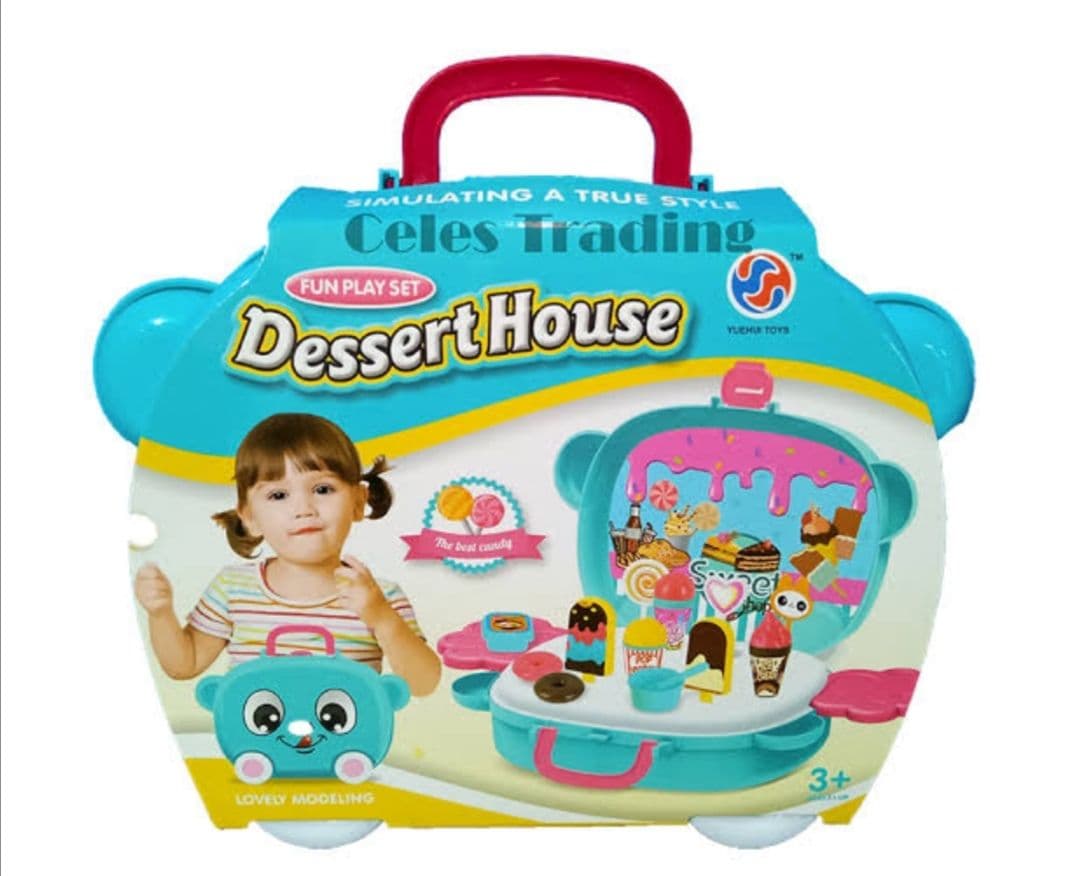 SIMULATING A TRUE STYLE
Celes Trading
FUN PLAY SET
Dessert House
TM
YUEHUI TOYS
The best candy
Sweet
3+
LOVELY MODELING